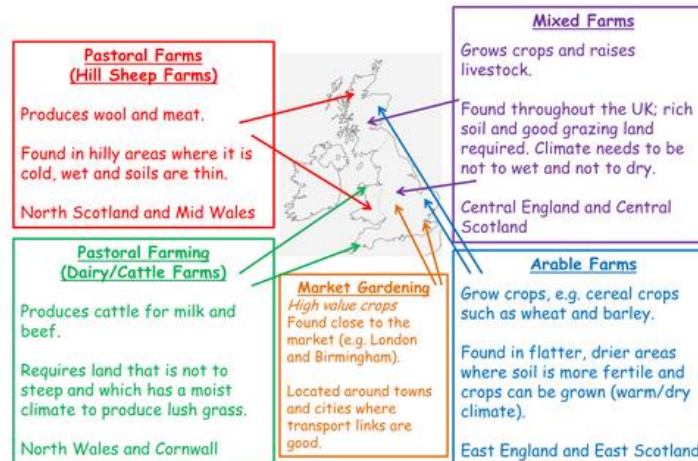 Pastoral Farms
(Hill Sheep Farms)
Produces wool and meat.
Found in hilly areas where it is
cold, wet and soils are thin.
North Scotland and Mid Wales
Mixed Farms
Grows crops and raises
livestock.
Found throughout the UK; rich
soil and good grazing land
required. Climate needs to be
not to wet and not to dry.
Central England and Central
Scotland
Pastoral Farming
(Dairy/Cattle Farms)
Produces cattle for milk and
beef.
Requires land that is not to
steep and which has a moist
climate to produce lush grass.
North Wales and Cornwall
Market Gardening
High value crops
Found close to the
market (e.g. London
and Birmingham).
Located around towns
and cities where
transport links are
good.
Arable Farms
Grow crops, e.g. cereal crops
such as wheat and barley.
Found in flatter, drier areas
where soil is more fertile and
crops can be grown (warm/dry
climate).
East England and East Scotland